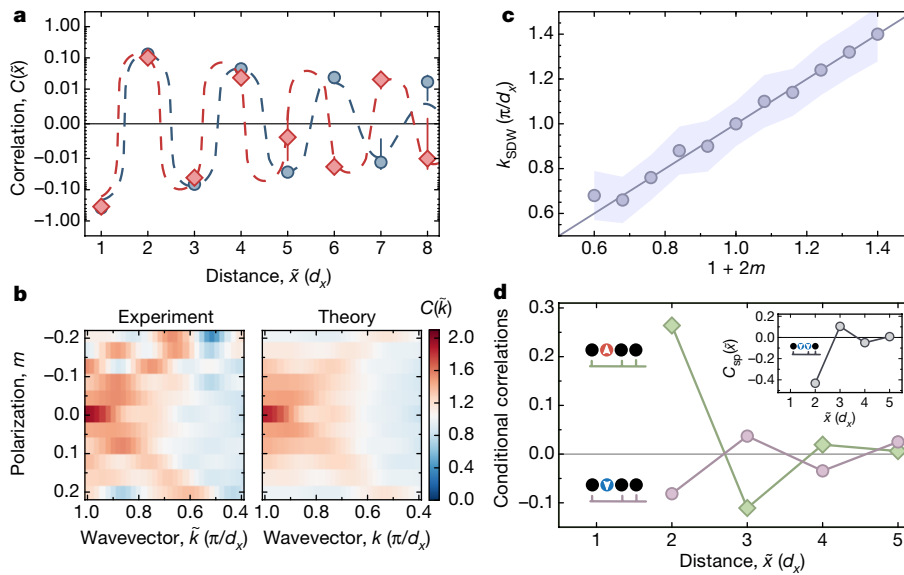 a
Correlation, C(x̃)
1.00
0.10
0.01
0.00
−0.01
−0.10
−1.00
1 2 3 4 5 6 7 8
Distance, x̃ (dₓ)
b
Experiment Theory C(k̃)
Polarization, m
−0.2
−0.1
0.0
0.1
0.2
1.0 0.8 0.6 0.4 1.0 0.8 0.6 0.4
Wavevector, k̃ (π/dₓ) Wavevector, k (π/dₓ)
2.0
1.6
1.2
0.8
0.4
0.0
c
k_SDW (π/dₓ)
1.4
1.2
1.0
0.8
0.6
0.6 0.8 1.0 1.2 1.4
1 + 2m
d
Conditional correlations
0.3
0.2
0.1
0.0
−0.1
1 2 3 4 5
Distance, x̃ (dₓ)
C_sp(x̃)
0.2
0.0
−0.2
−0.4
1 2 3 4 5
x̃ (dₓ)